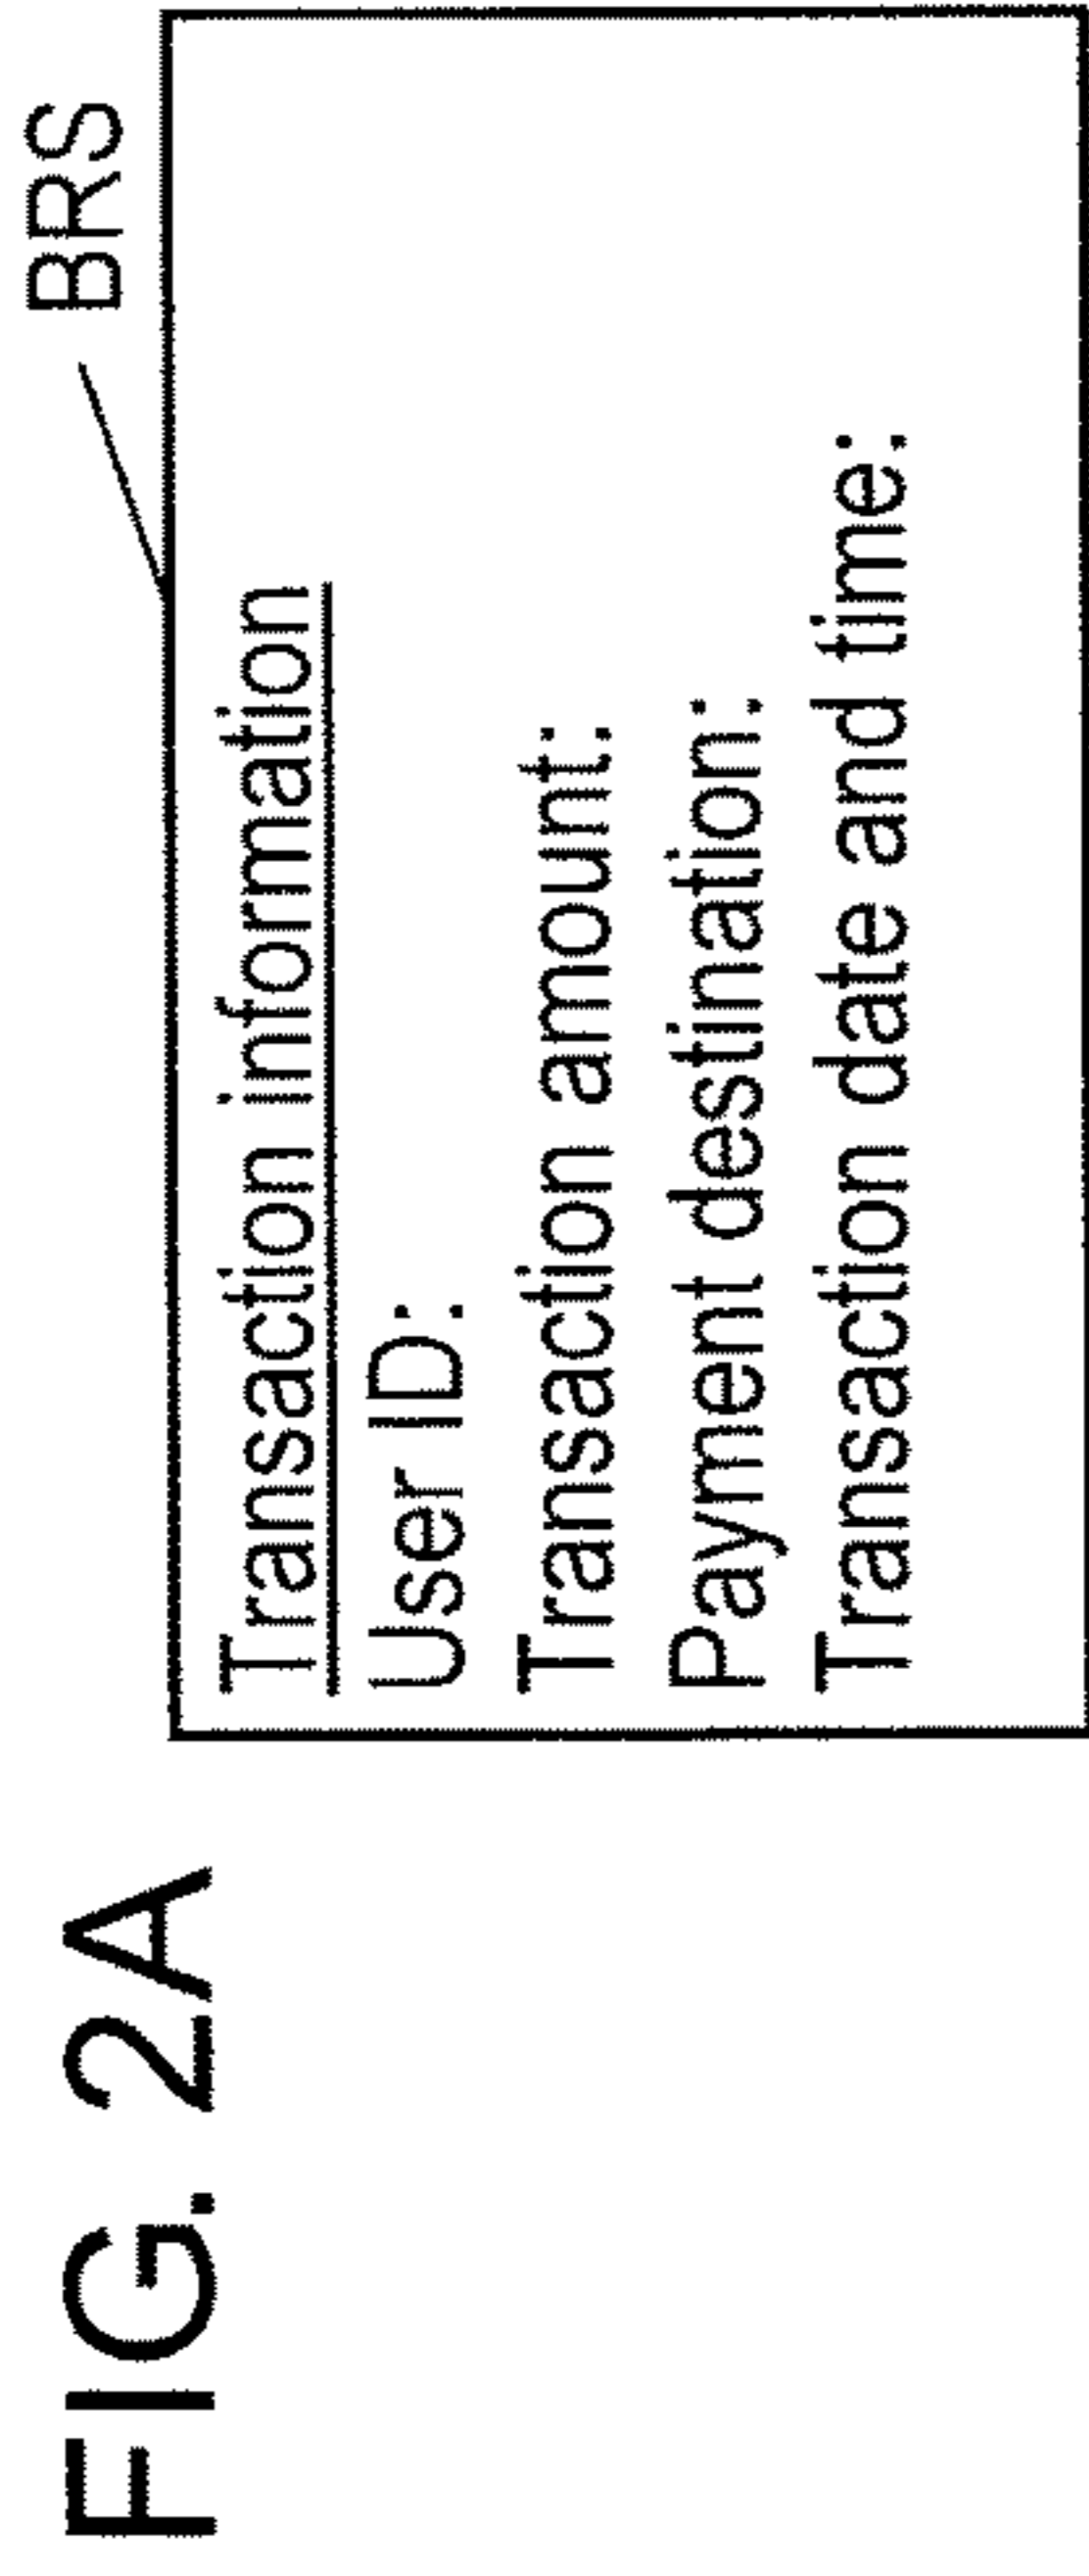 FIG. 2A
BRS
Transaction information
User ID:
Transaction amount:
Payment destination:
Transaction date and time: